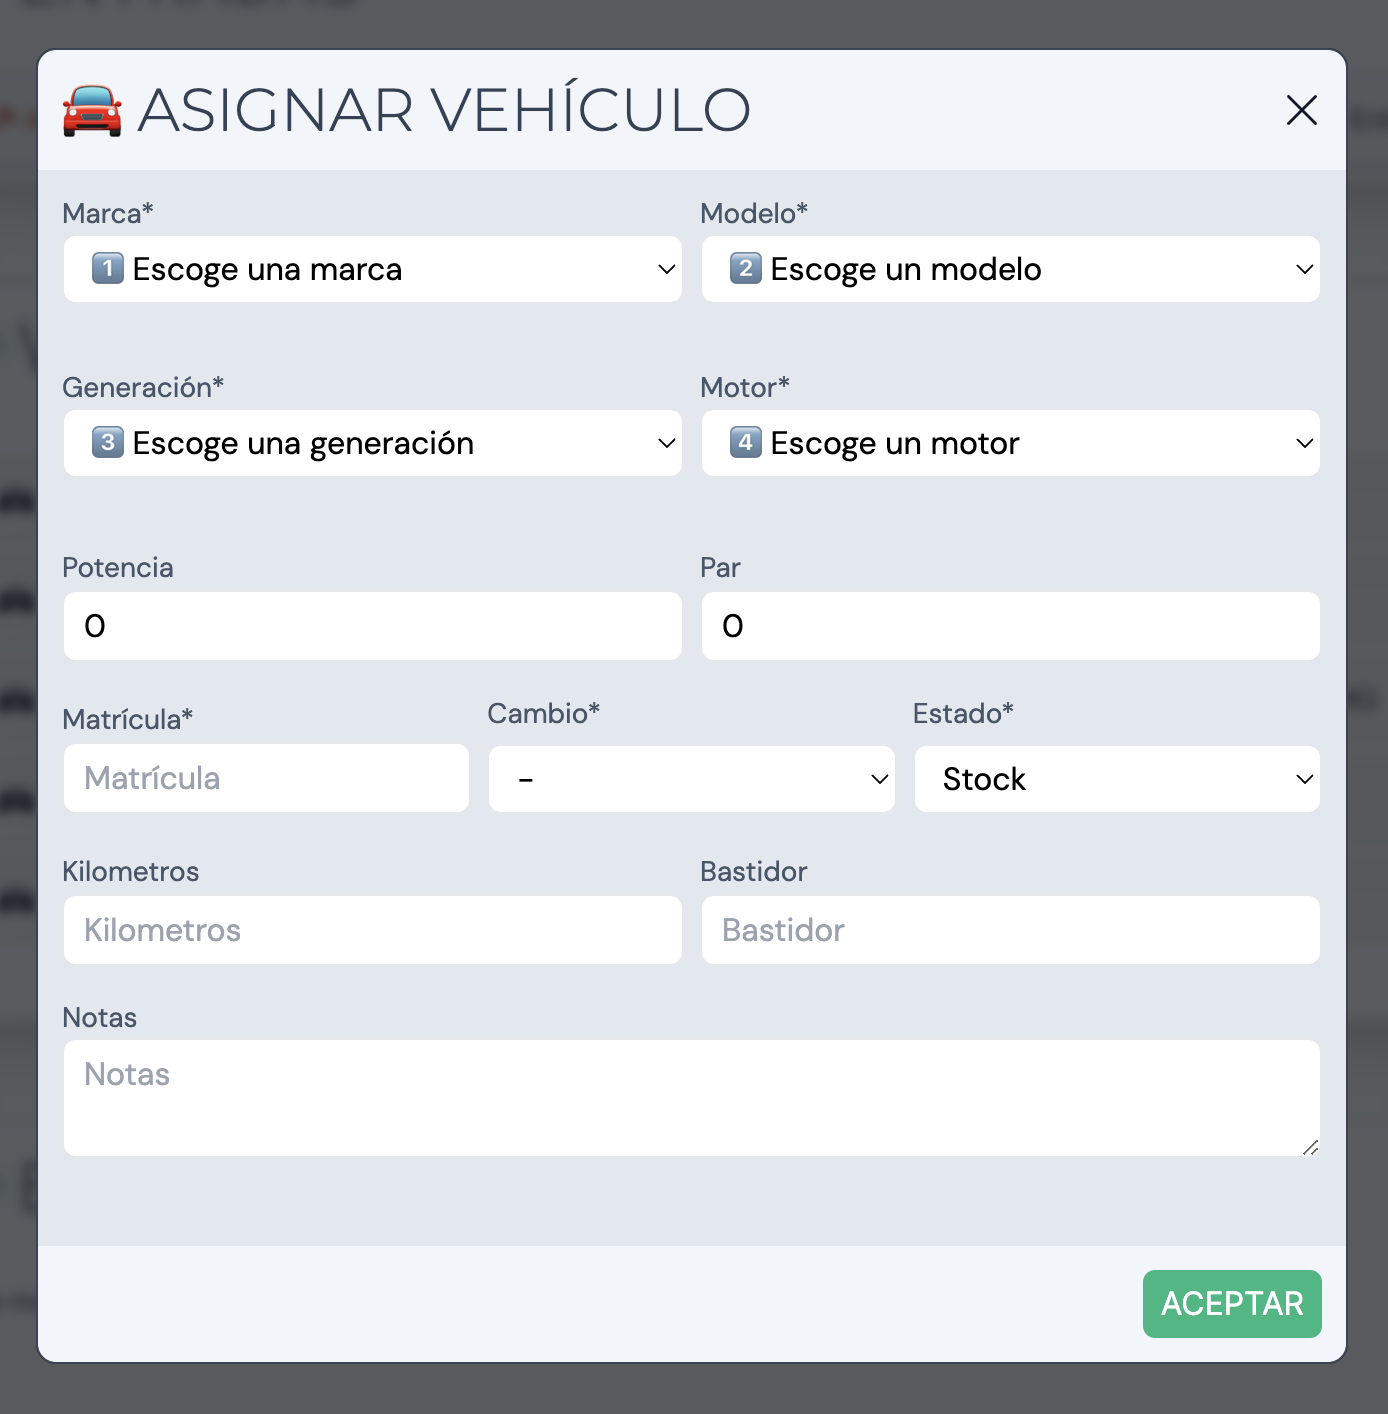 🚘 ASIGNAR VEHÍCULO
Marca* Modelo*
1 Escoge una marca 2 Escoge un modelo
Generación* Motor*
3 Escoge una generación 4 Escoge un motor
Potencia Par
0 0
Matrícula* Cambio* Estado*
Matrícula - Stock
Kilometros Bastidor
Kilometros Bastidor
Notas
Notas
ACEPTAR